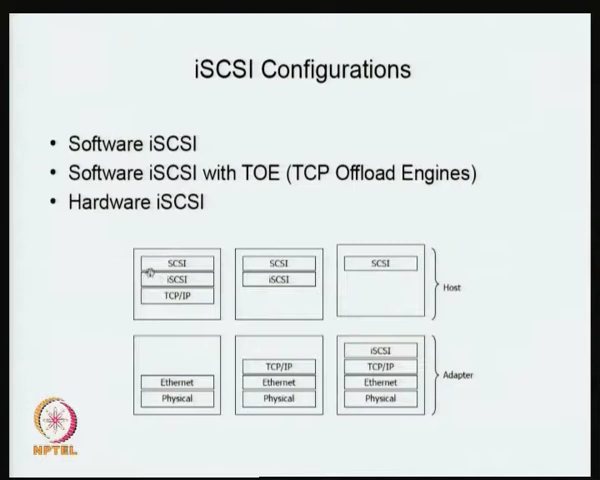 iSCSI Configurations
• Software iSCSI
• Software iSCSI with TOE (TCP Offload Engines)
• Hardware iSCSI
SCSI
iSCSI
TCP/IP
SCSI
iSCSI
SCSI
Host
Ethernet
Physical
TCP/IP
Ethernet
Physical
iSCSI
TCP/IP
Ethernet
Physical
Adapter
NPTEL